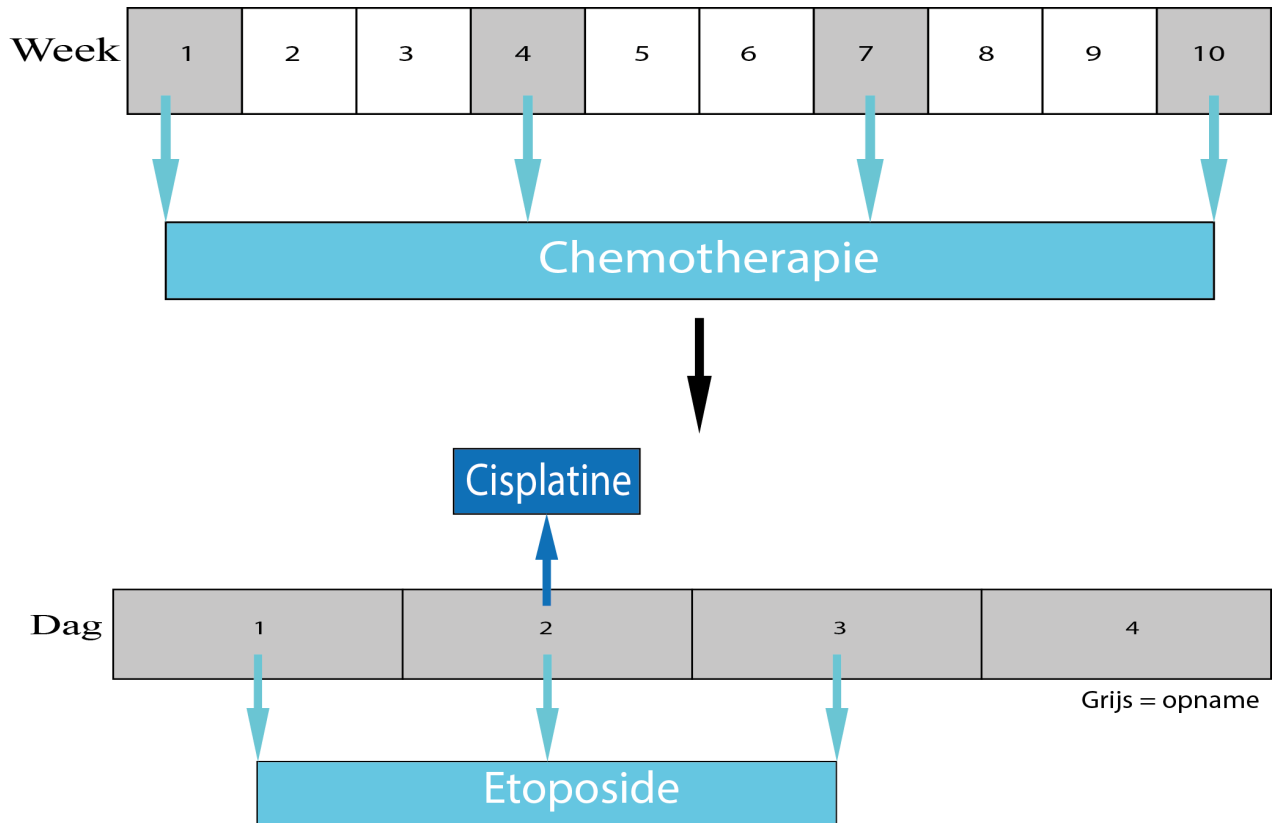 Week 1 2 3 4 5 6 7 8 9 10
Chemotherapie
Cisplatine
Dag 1 2 3 4
Grijs = opname
Etoposide